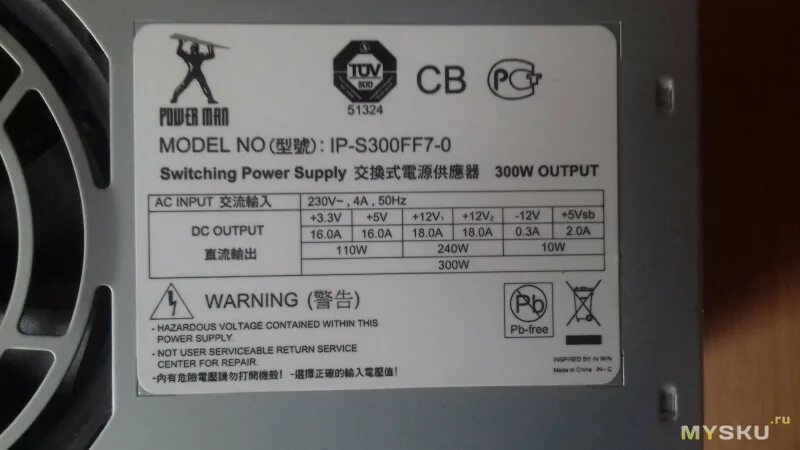 POWER MAN
TÜV
SÜD
51324
CB
PCT
MODEL NO(型號): IP-S300FF7-0
Switching Power Supply 交換式電源供應器 300W OUTPUT
AC INPUT 交流輸入 230V~, 4A, 50Hz
DC OUTPUT
直流輸出
+3.3V +5V +12V1 +12V2 -12V +5Vsb
16.0A 16.0A 18.0A 18.0A 0.3A 2.0A
110W 240W 10W
300W
WARNING (警告)
- HAZARDOUS VOLTAGE CONTAINED WITHIN THIS
POWER SUPPLY.
- NOT USER SERVICEABLE RETURN SERVICE
CENTER FOR REPAIR.
-內有危險電壓請勿打開機殼! -選擇正確的輸入電壓值!
Pb
Pb-free
INSPIRED BY IN WIN
Made in China IN-C
MYSKU.ru